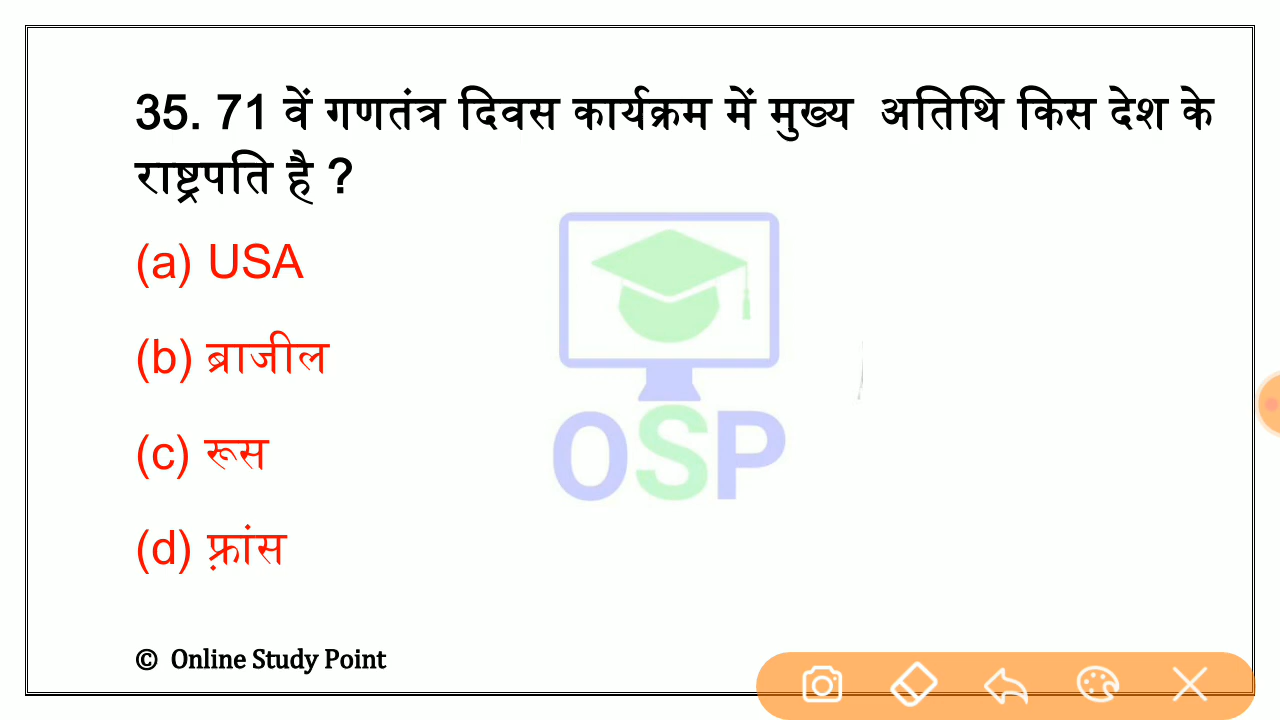 35. 71 वें गणतंत्र दिवस कार्यक्रम में मुख्य अतिथि किस देश के
राष्ट्रपति है ?
(a) USA
(b) ब्राजील
(c) रूस
(d) फ़्रांस
OSP
© Online Study Point